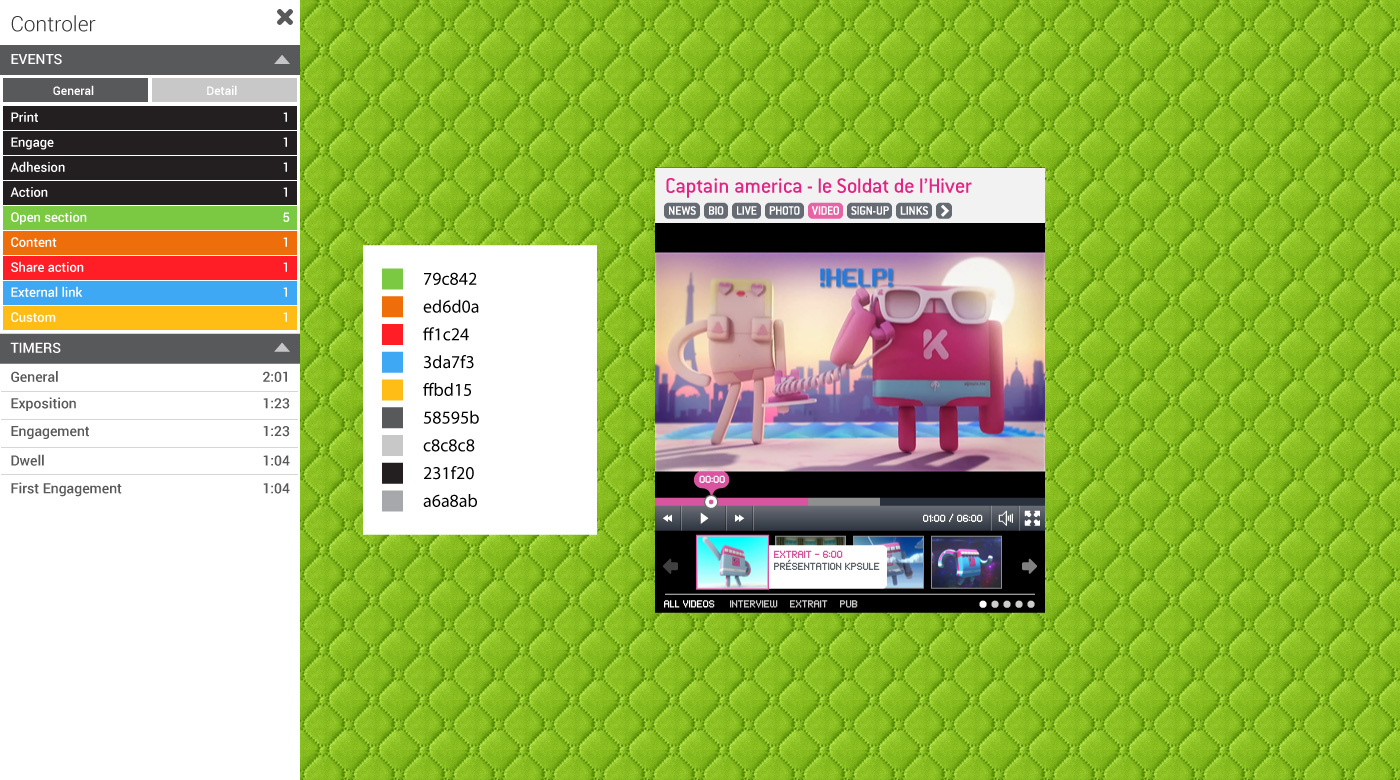 Controler
EVENTS
General Detail
Print 1
Engage 1
Adhesion 1
Action 1
Open section 5
Content 1
Share action 1
External link 1
Custom 1
TIMERS
General 2:01
Exposition 1:23
Engagement 1:23
Dwell 1:04
First Engagement 1:04
79c842
ed6d0a
ff1c24
3da7f3
ffbd15
58595b
c8c8c8
231f20
a6a8ab
Captain america - le Soldat de l'Hiver
NEWS BIO LIVE PHOTO VIDEO SIGN-UP LINKS
!HELP!
K
00:00
01:00 / 06:00
EXTRAIT - 6:00
PRÉSENTATION KPSULE
ALL VIDEOS INTERVIEW EXTRAIT PUB